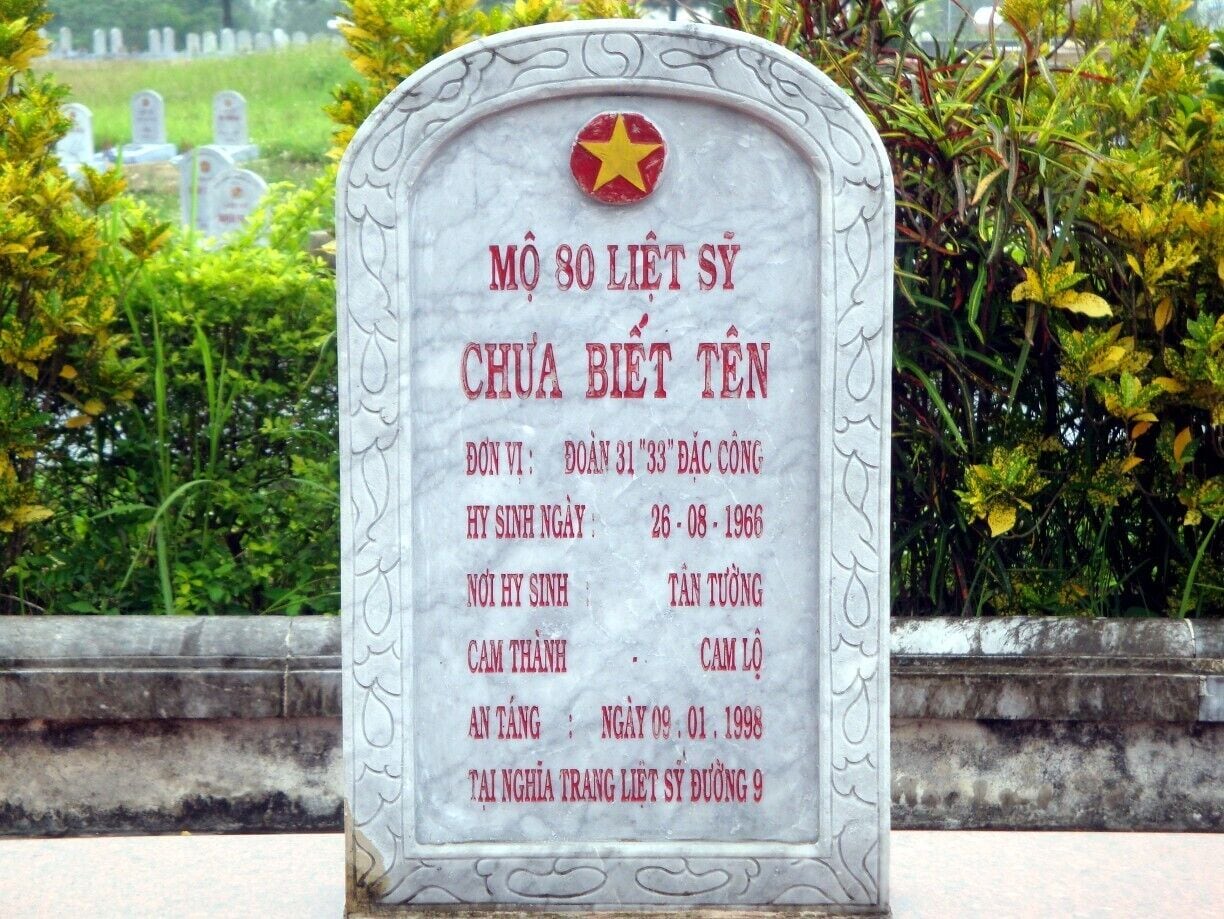 MỘ 80 LIỆT SỸ
CHƯA BIẾT TÊN
ĐƠN VỊ : ĐOÀN 31 "33" ĐẶC CÔNG
HY SINH NGÀY : 26 - 08 - 1966
NƠI HY SINH : TÂN TƯỜNG
CAM THÀNH - CAM LỘ
AN TÁNG : NGÀY 09 . 01 . 1998
TẠI NGHĨA TRANG LIỆT SỸ ĐƯỜNG 9